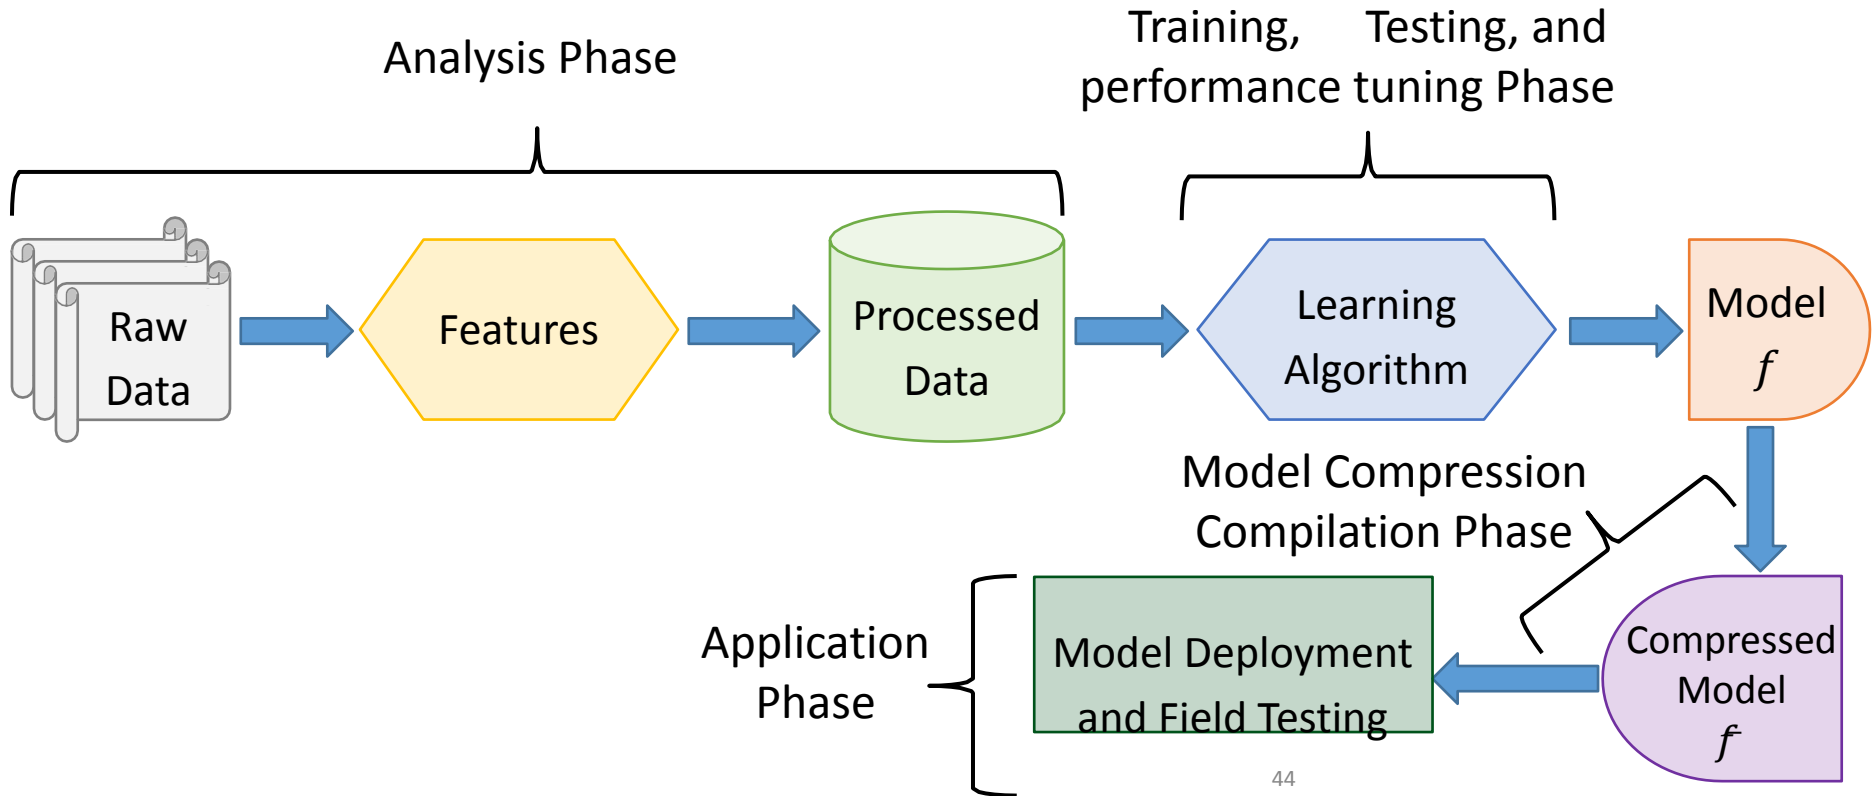 Analysis Phase
Training, Testing, and
performance tuning Phase
Raw
Data
Features
Processed
Data
Learning
Algorithm
Model
f
Model Compression
Compilation Phase
Application
Phase
Model Deployment
and Field Testing
Compressed
Model
f̄
44